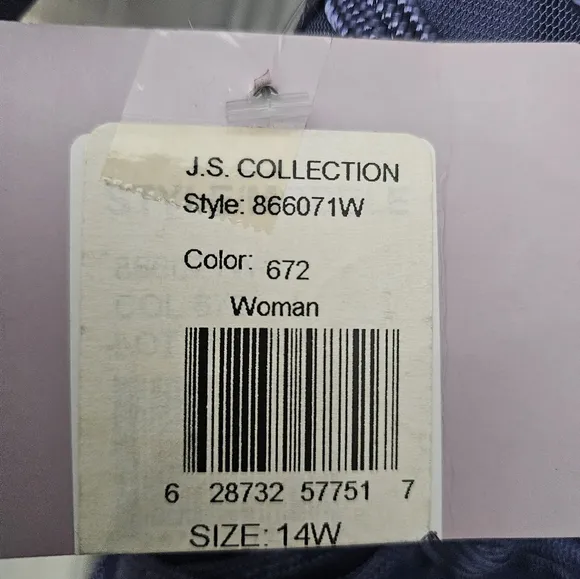 J.S. COLLECTION
Style: 866071W
Color: 672
Woman
6 28732 57751 7
SIZE: 14W